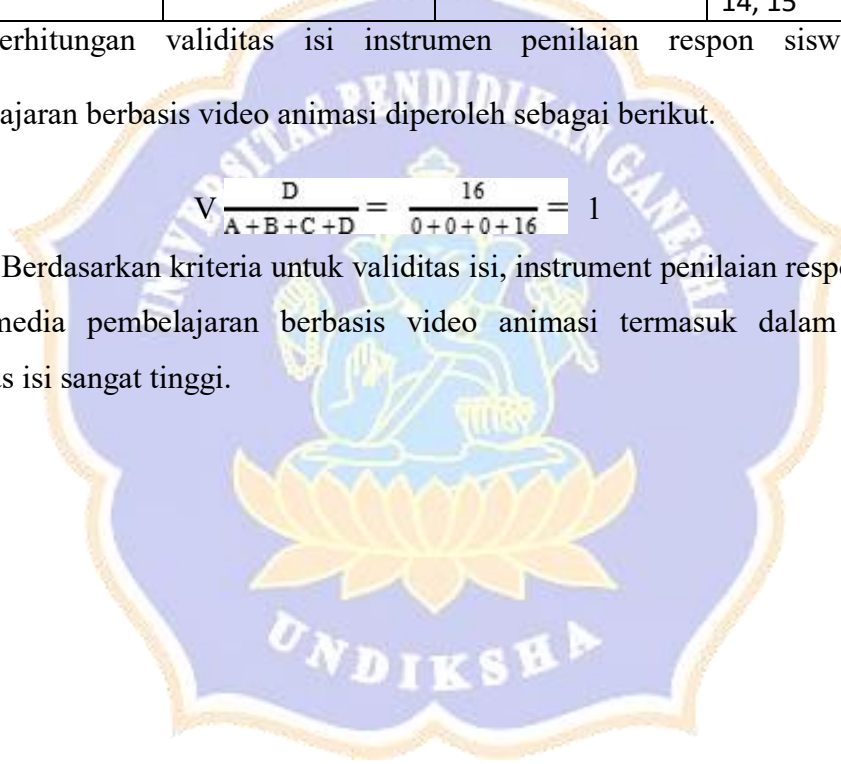 14, 15
erhitungan validitas isi instrumen penilaian respon sisw
ajaran berbasis video animasi diperoleh sebagai berikut.
V D/(A+B+C+D) = 16/(0+0+0+16) = 1
Berdasarkan kriteria untuk validitas isi, instrument penilaian respo
media pembelajaran berbasis video animasi termasuk dalam
s isi sangat tinggi.
UNIVERSITAS PENDIDIKAN GANESHA
UNDIKSHA